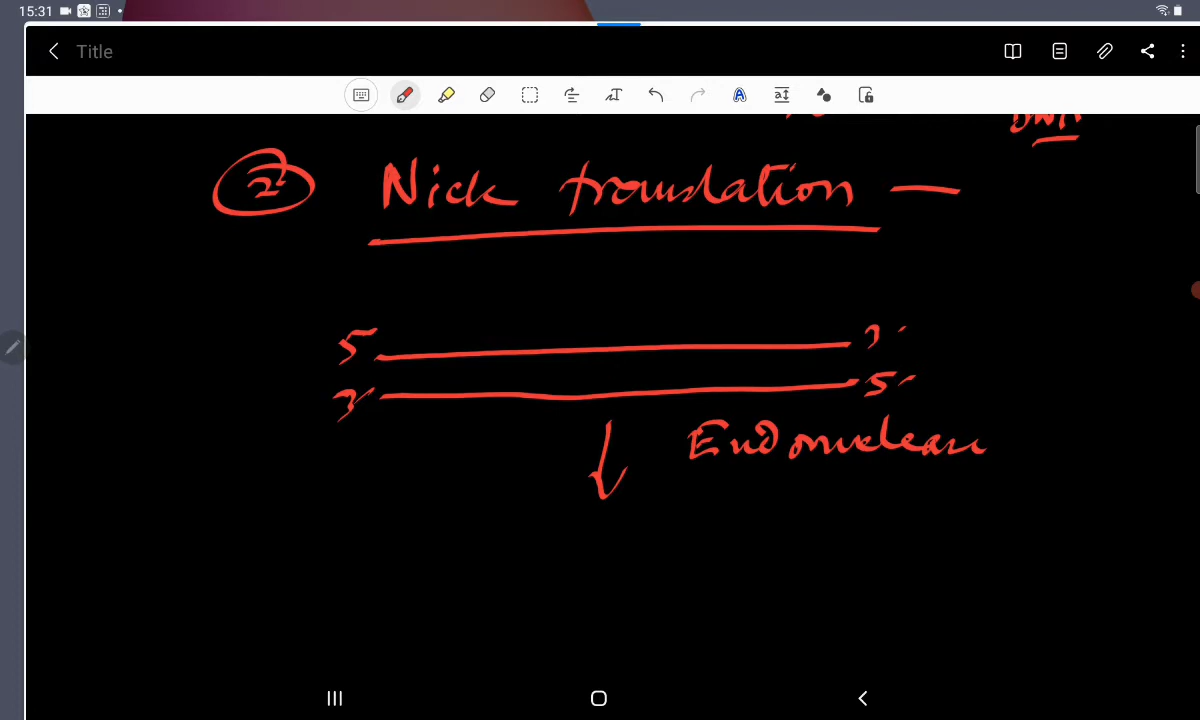 15:31
Title
② Nick translation —
5' 3'
3' 5'
Endonuclease